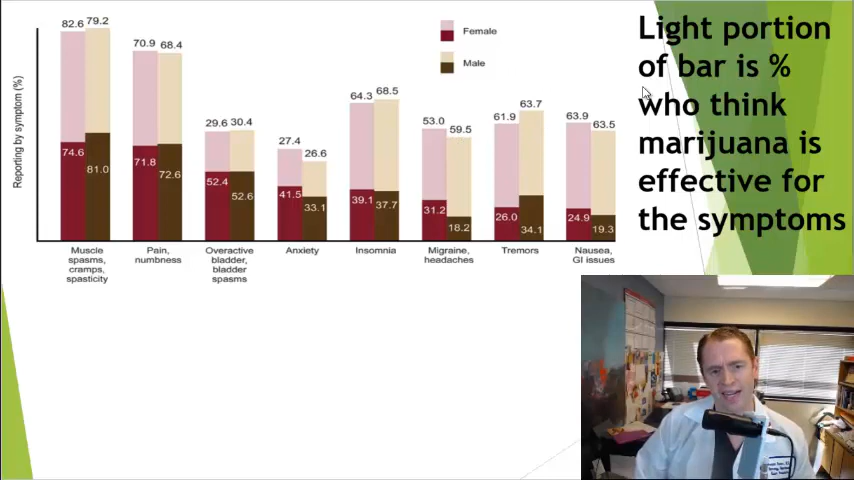 Light portion
of bar is %
who think
marijuana is
effective for
the symptoms
Reporting by symptom (%)
Female
Male
82.6 79.2
70.9 68.4
29.6 30.4
27.4 26.6
64.3 68.5
53.0 59.5
61.9 63.7
63.9 63.5
74.6 81.0
71.8 72.6
52.4 52.6
41.5 33.1
39.1 37.7
31.2 18.2
26.0 34.1
24.9 19.3
Muscle
spasms,
cramps,
spasticity
Pain,
numbness
Overactive
bladder,
bladder
spasms
Anxiety
Insomnia
Migraine,
headaches
Tremors
Nausea,
GI issues